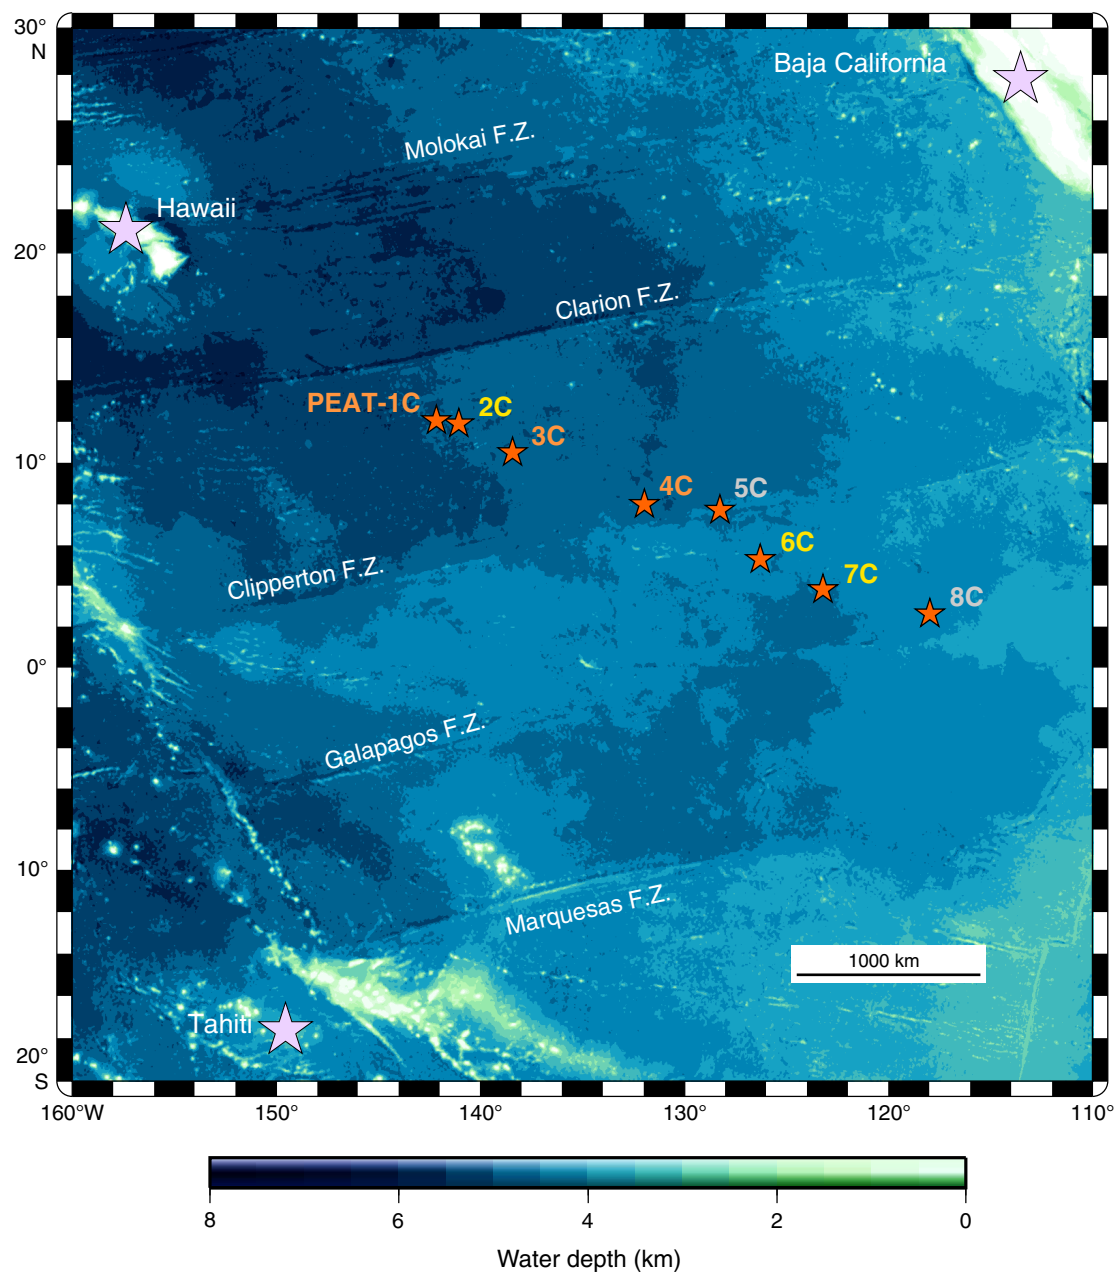 30°
N
Baja California
Molokai F.Z.
Hawaii
20°
Clarion F.Z.
PEAT-1C
2C
3C
10°
4C
5C
6C
7C
Clipperton F.Z.
8C
0°
Galapagos F.Z.
10°
Marquesas F.Z.
1000 km
Tahiti
20°
S
160°W
150°
140°
130°
120°
110°
8
6
4
2
0
Water depth (km)